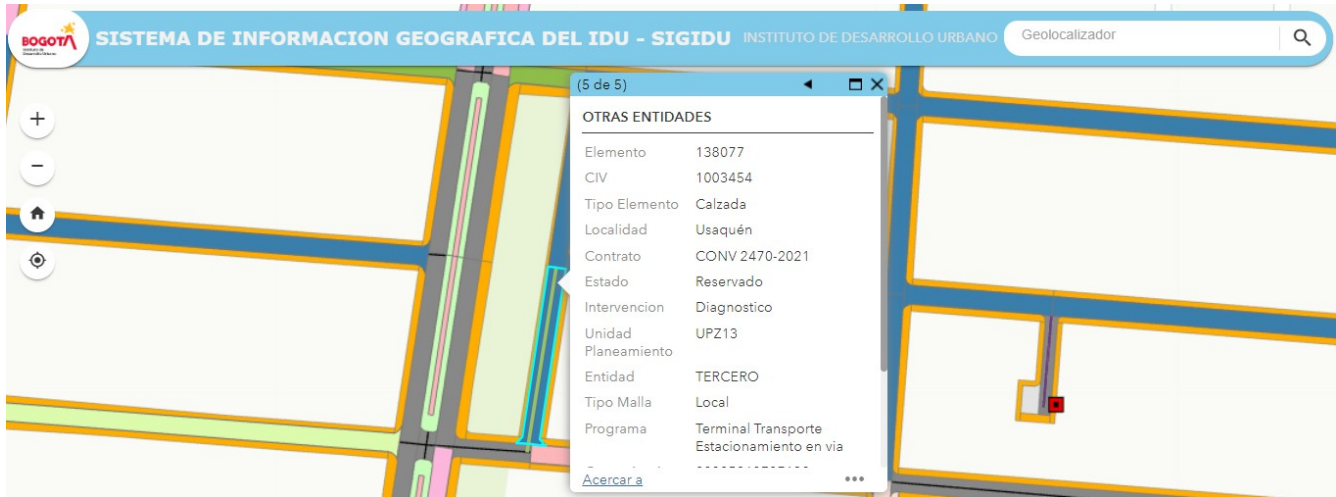 BOGOTÁ
SISTEMA DE INFORMACION GEOGRAFICA DEL IDU - SIGIDU INSTITUTO DE DESARROLLO URBANO
Geolocalizador
(5 de 5)
OTRAS ENTIDADES
Elemento 138077
CIV 1003454
Tipo Elemento Calzada
Localidad Usaquén
Contrato CONV 2470-2021
Estado Reservado
Intervencion Diagnostico
Unidad UPZ13
Planeamiento
Entidad TERCERO
Tipo Malla Local
Programa Terminal Transporte
Estacionamiento en via
Acercar a